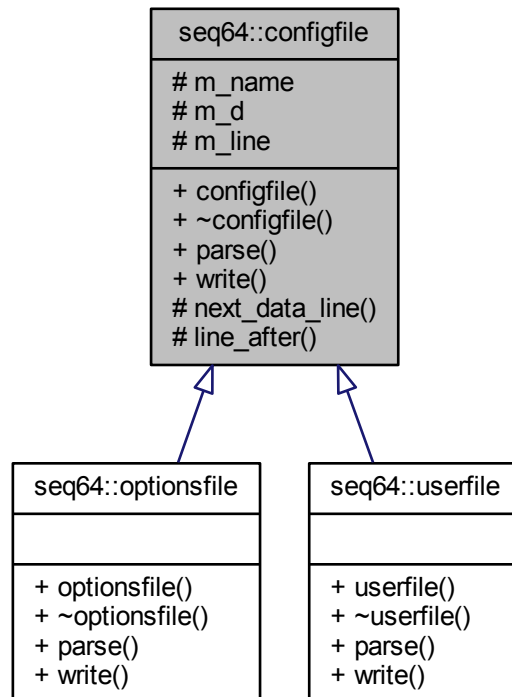 seq64::configfile
# m_name
# m_d
# m_line
+ configfile()
+ ~configfile()
+ parse()
+ write()
# next_data_line()
# line_after()
seq64::optionsfile
+ optionsfile()
+ ~optionsfile()
+ parse()
+ write()
seq64::userfile
+ userfile()
+ ~userfile()
+ parse()
+ write()